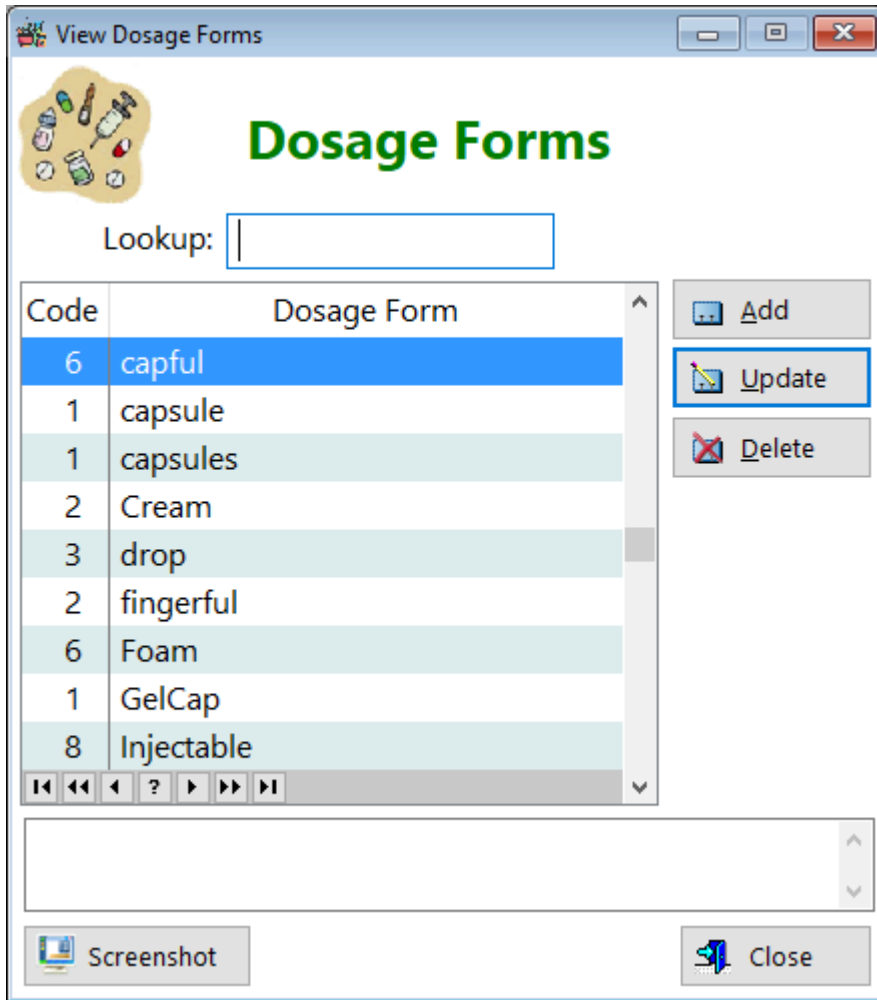 View Dosage Forms
Dosage Forms
Lookup:
Code Dosage Form
6 capful
1 capsule
1 capsules
2 Cream
3 drop
2 fingerful
6 Foam
1 GelCap
8 Injectable
?
Add
Update
Delete
Screenshot
Close